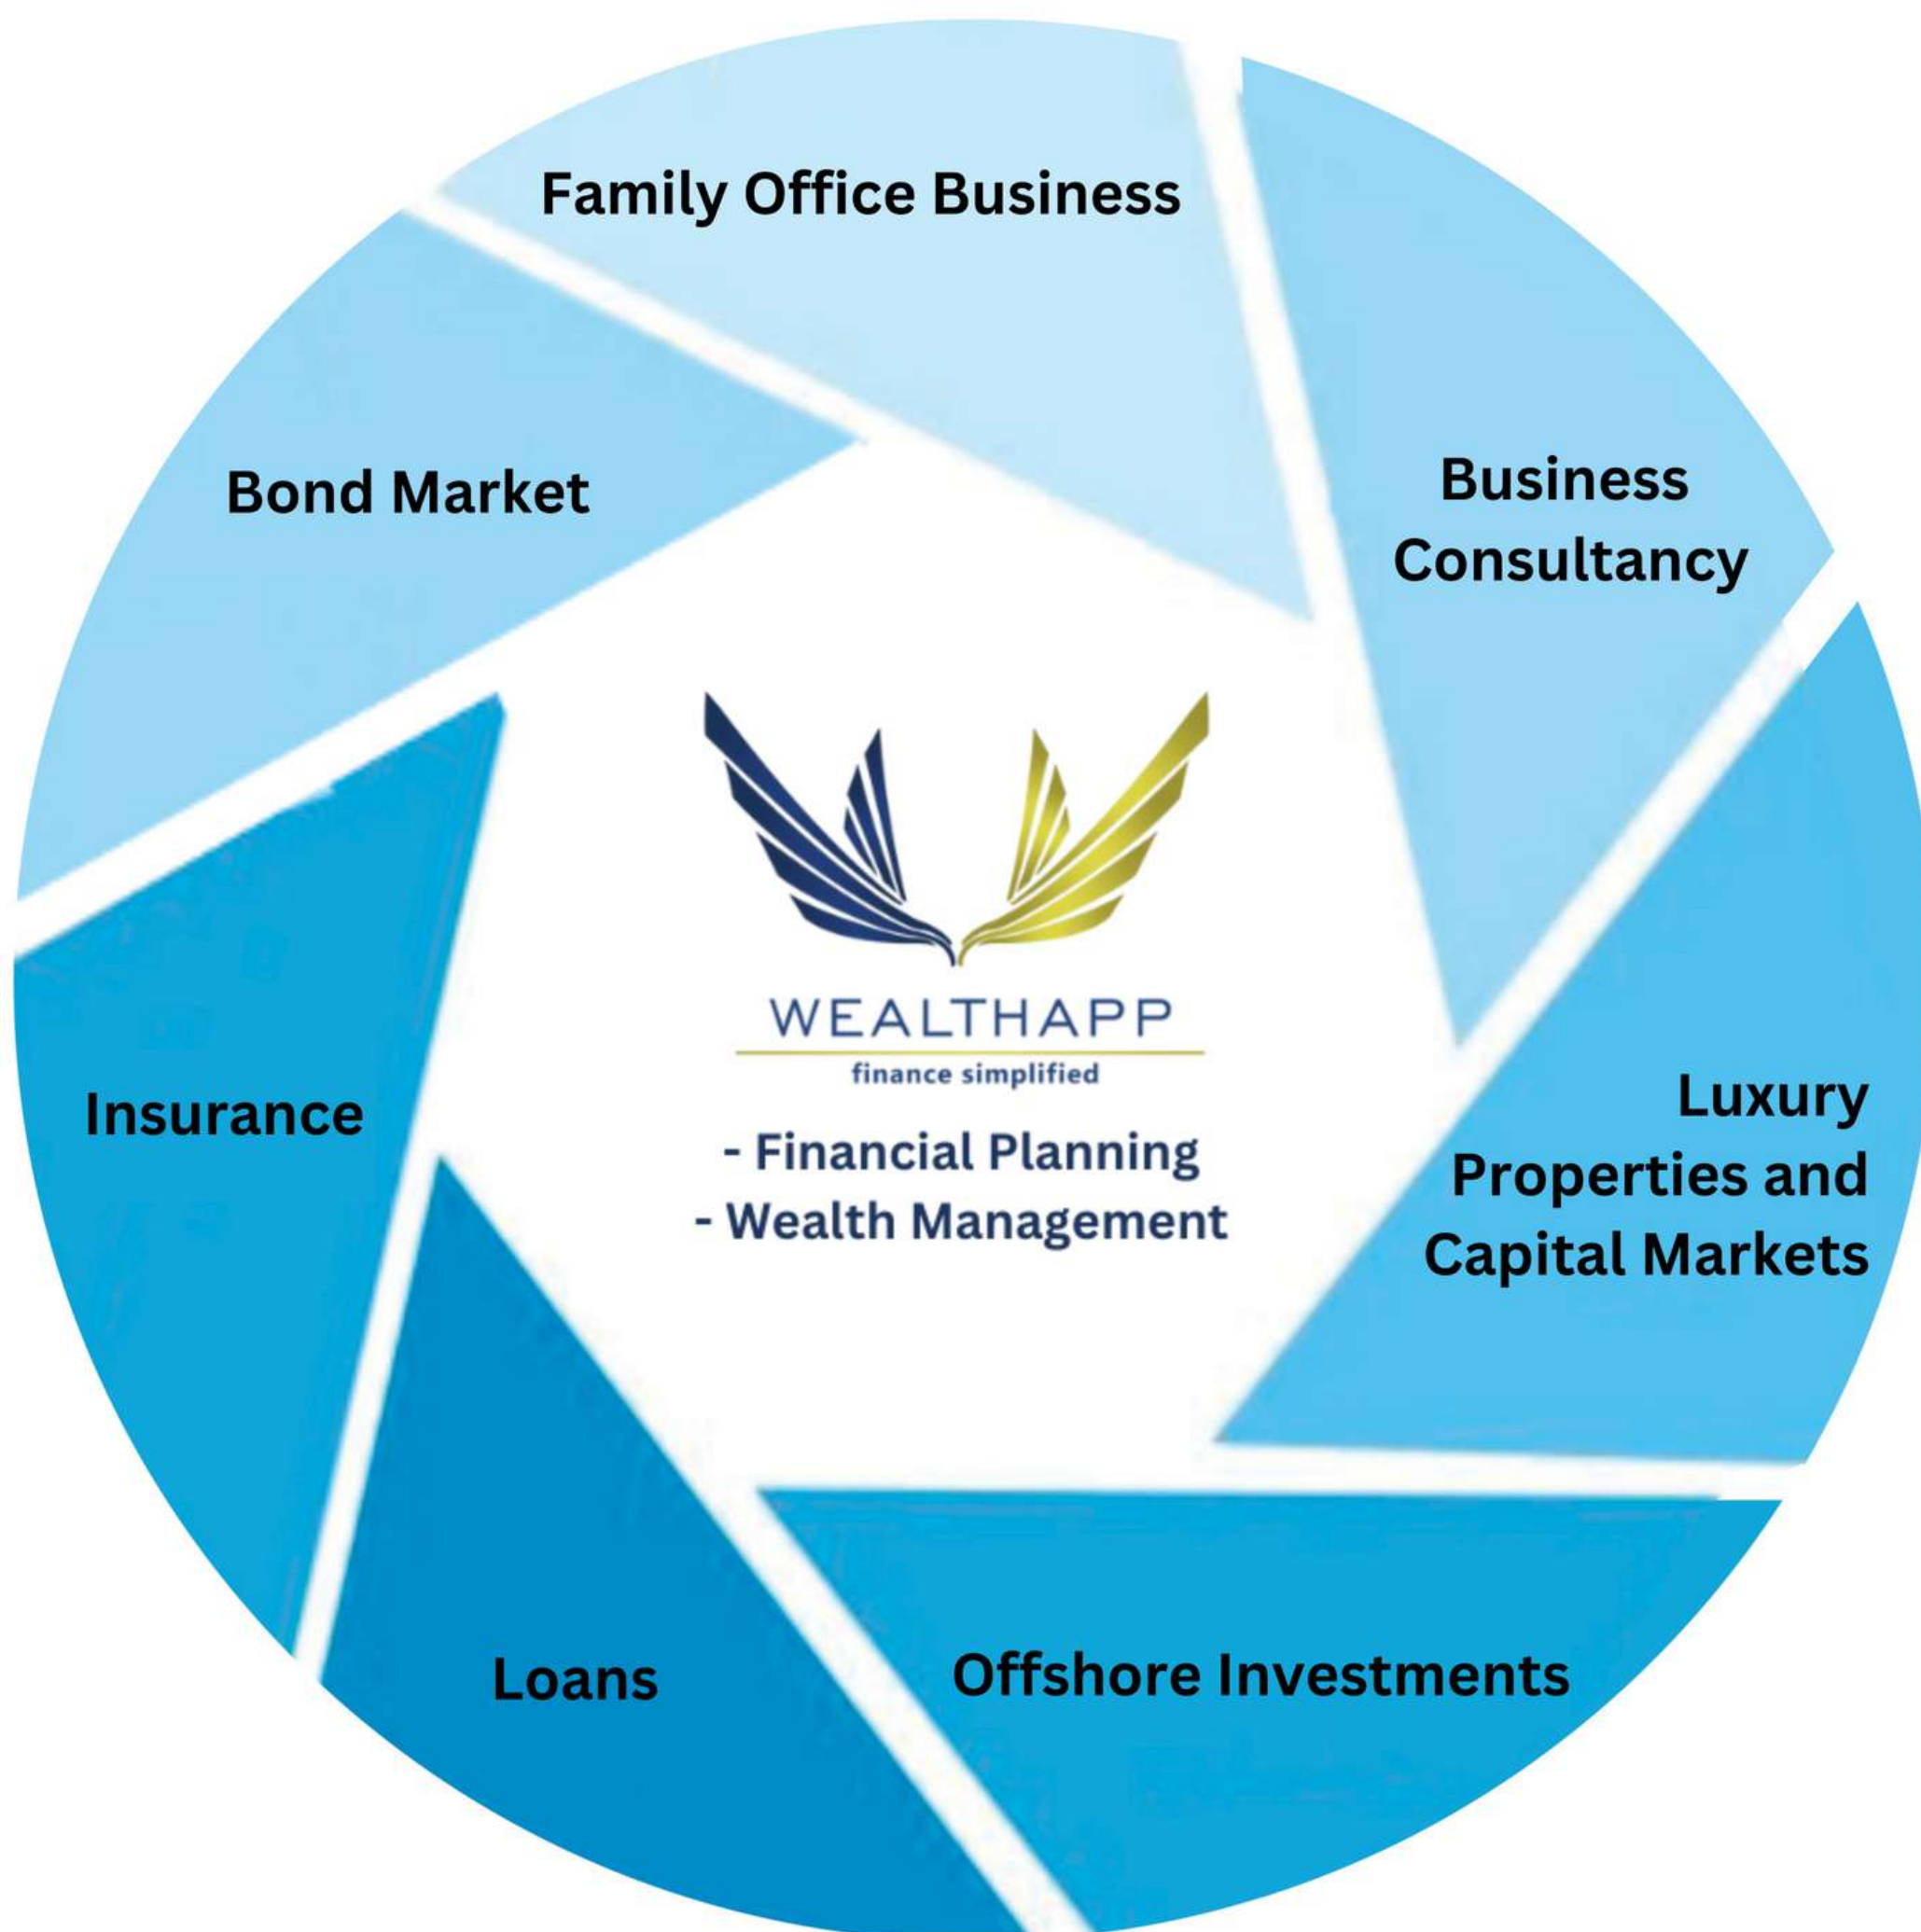 Family Office Business
Bond Market
Business
Consultancy
WEALTHAPP
finance simplified
- Financial Planning
- Wealth Management
Insurance
Luxury
Properties and
Capital Markets
Loans
Offshore Investments